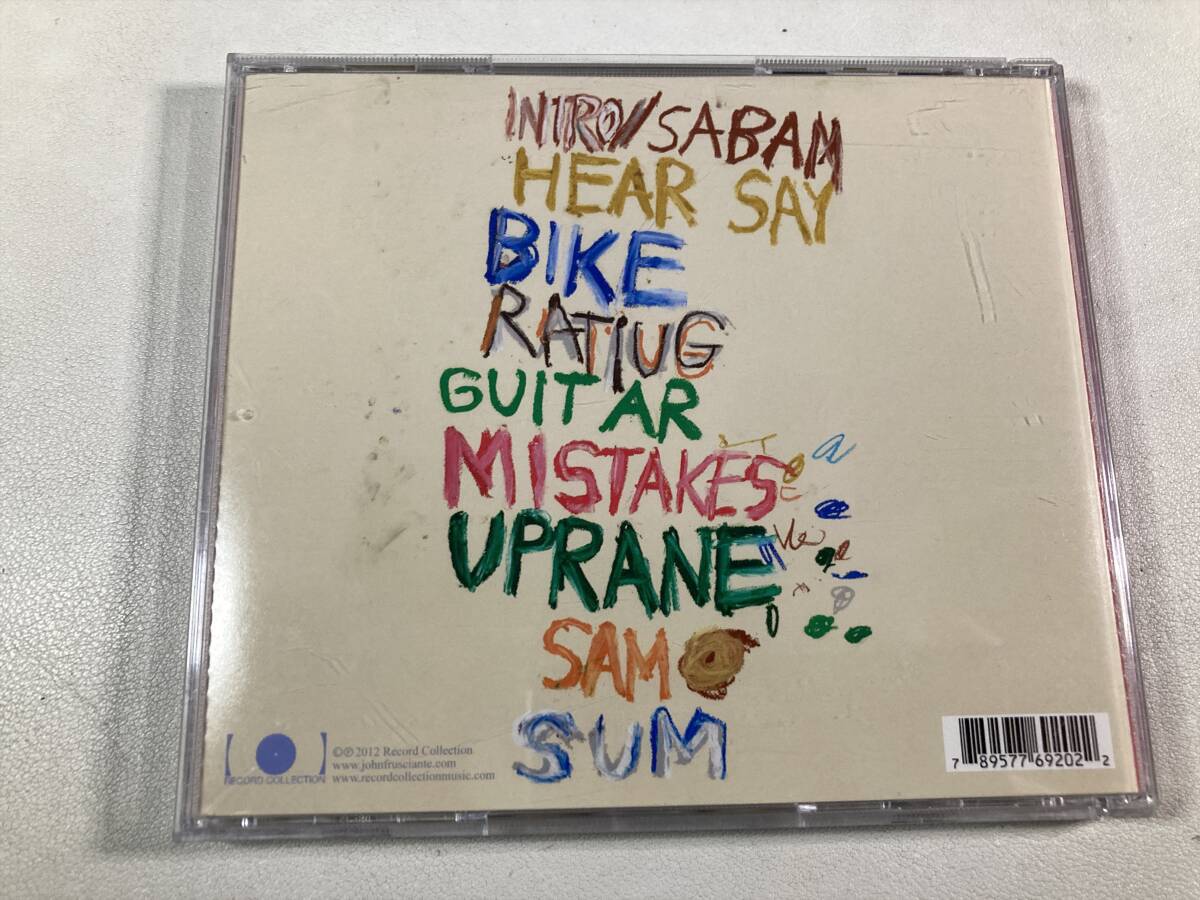 INTRO/SABAM
HEAR SAY
BIKE
RATIUG
GUITAR
MISTAKES
UPRANE
SAM
SUM
RECORD COLLECTION
©℗ 2012 Record Collection
www.johnfrusciante.com
www.recordcollectionmusic.com
7 89577 69202 2